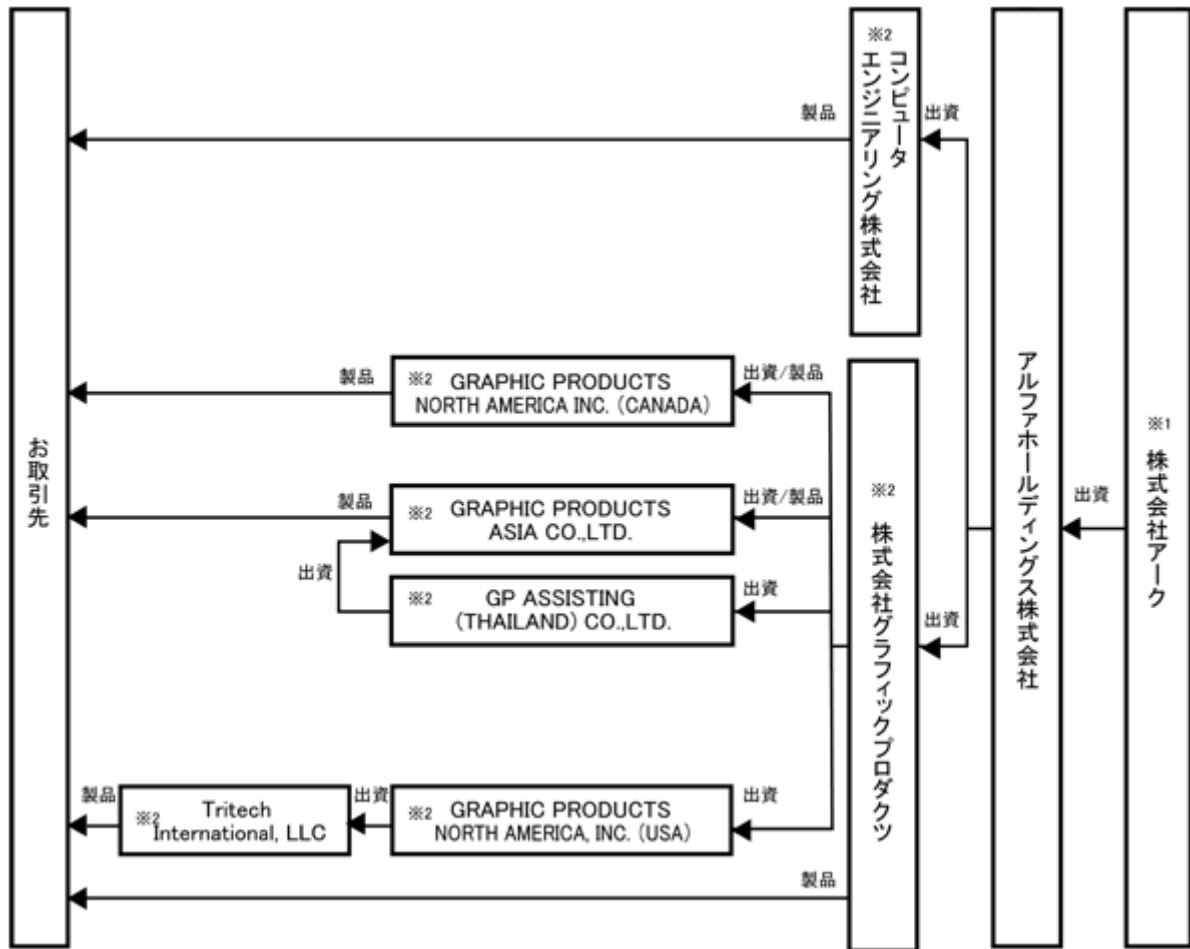 お取引先
製品
※2
コンピュータ
エンジニアリング株式会社
出資
製品
※2 GRAPHIC PRODUCTS
NORTH AMERICA INC. (CANADA)
出資/製品
製品
※2 GRAPHIC PRODUCTS
ASIA CO.,LTD.
出資/製品
出資
※2 GP ASSISTING
(THAILAND) CO.,LTD.
出資
製品
※2 Tritech
International, LLC
出資
※2 GRAPHIC PRODUCTS
NORTH AMERICA, INC. (USA)
出資
製品
※2 株式会社グラフィックプロダクツ
出資
アルファホールディングス株式会社
出資
※1 株式会社アーク